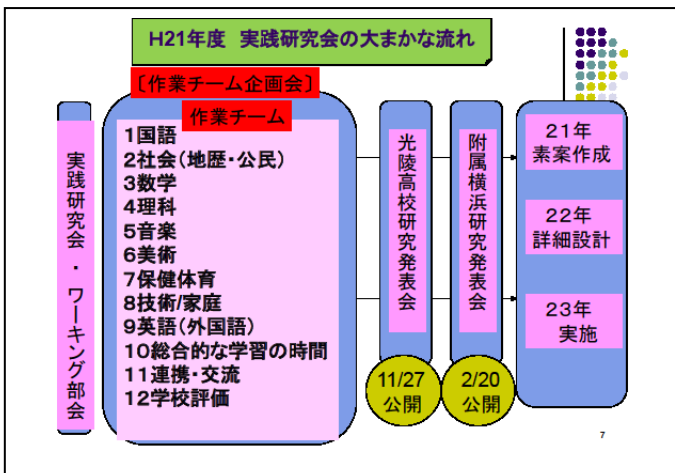 H21年度 実践研究会の大まかな流れ
〔作業チーム企画会〕
作業チーム
実践研究会・ワーキング部会
1国語
2社会(地歴・公民)
3数学
4理科
5音楽
6美術
7保健体育
8技術/家庭
9英語(外国語)
10総合的な学習の時間
11連携・交流
12学校評価
光陵高校研究発表会
11/27
公開
附属横浜研究発表会
2/20
公開
21年
素案作成
22年
詳細設計
23年
実施
7